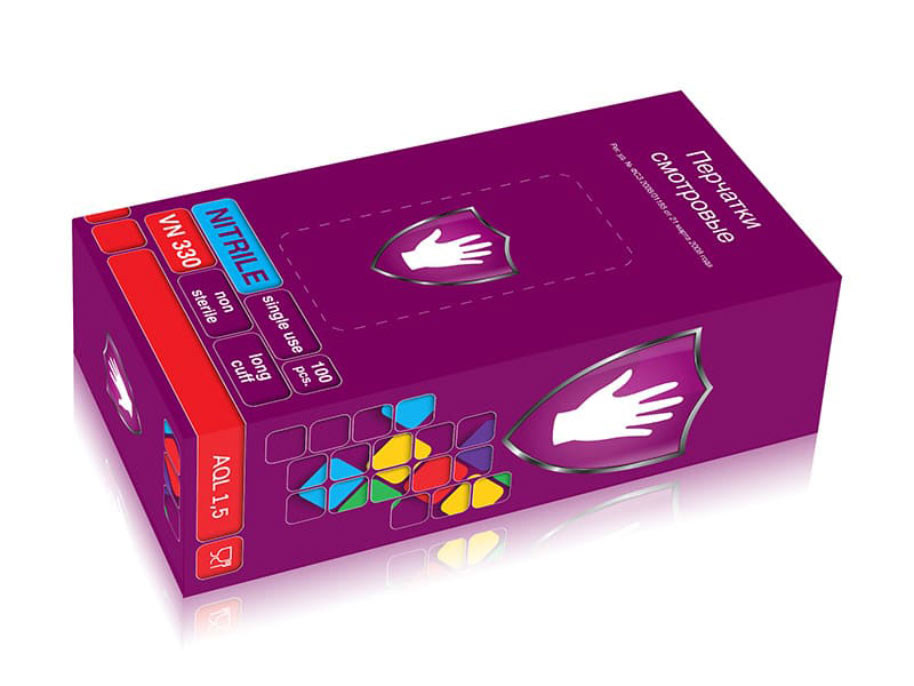 Перчатки
смотровые
NITRILE
VN 330
non
sterile
single use
long
cuff
100
pcs.
AQL 1,5